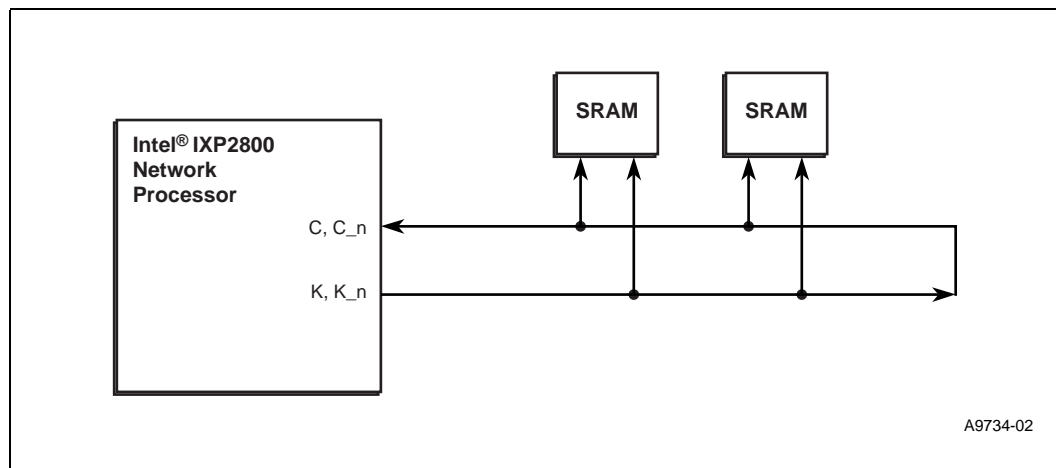 Intel® IXP2800
Network
Processor
SRAM
SRAM
C, C_n
K, K_n
A9734-02